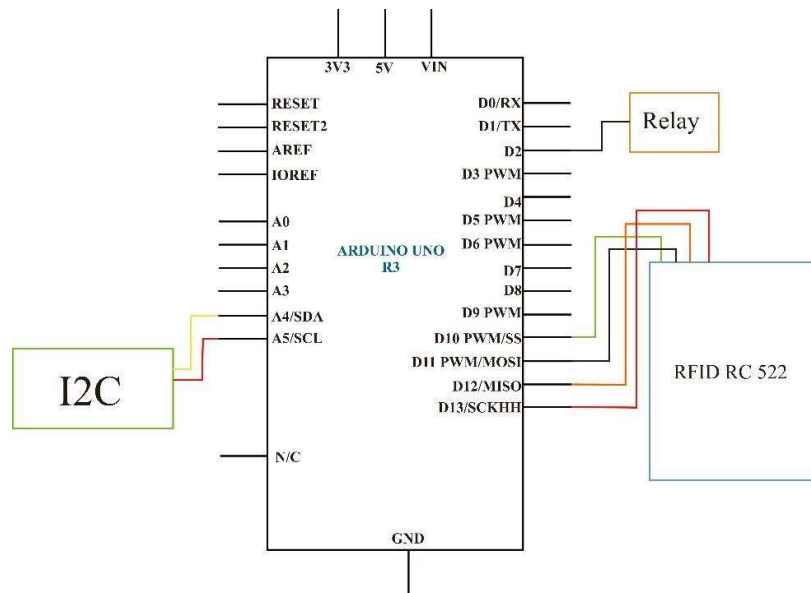 3V3 5V VIN
RESET
RESET2
AREF
IOREF
A0
A1
A2
A3
A4/SDA
A5/SCL
N/C
ARDUINO UNO
R3
D0/RX
D1/TX
D2
D3 PWM
D4
D5 PWM
D6 PWM
D7
D8
D9 PWM
D10 PWM/SS
D11 PWM/MOSI
D12/MISO
D13/SCKHH
GND
I2C
Relay
RFID RC 522